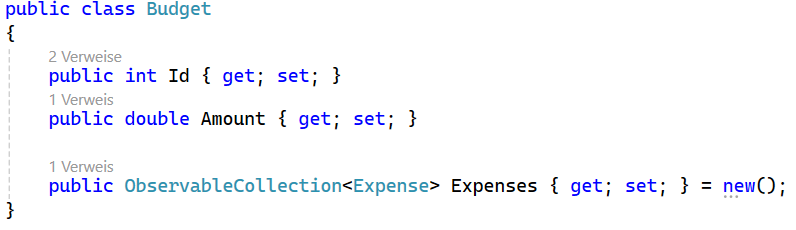 public class Budget
{
2 Verweise
public int Id { get; set; }
1 Verweis
public double Amount { get; set; }
1 Verweis
public ObservableCollection<Expense> Expenses { get; set; } = new();
}